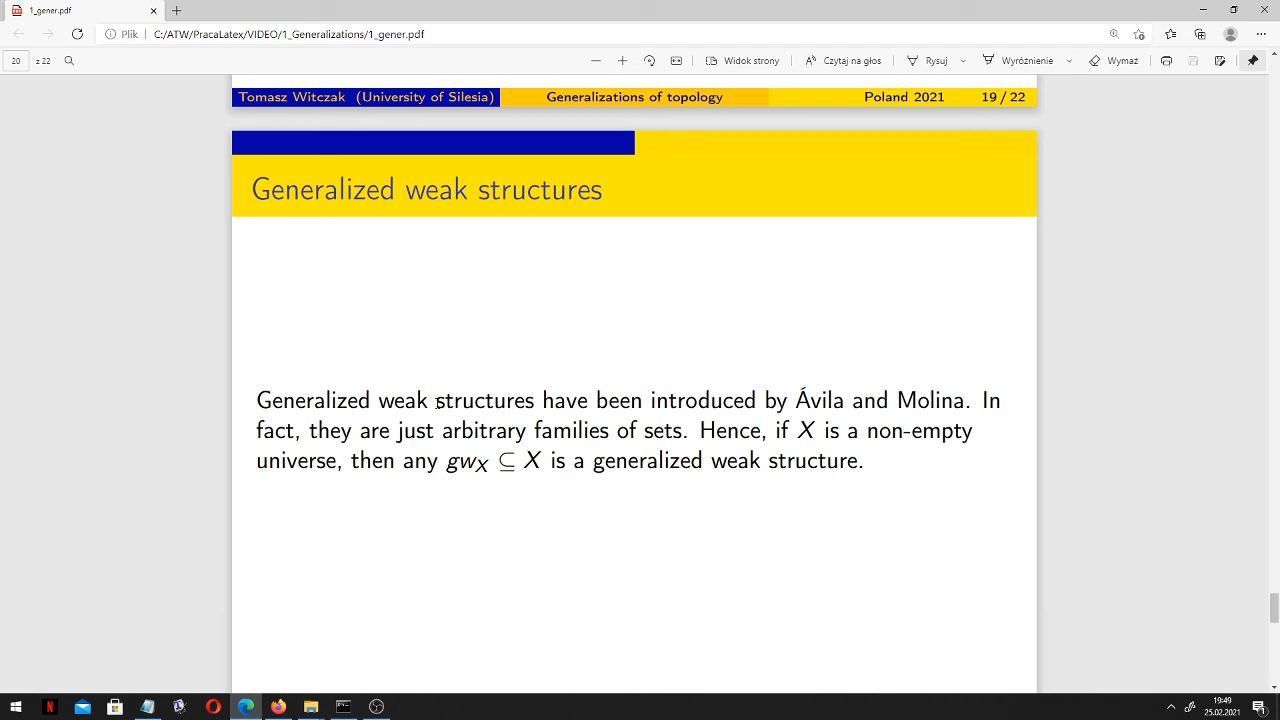 1_gener.pdf
Plik C:/ATW/PracaLatex/VIDEO/1_Generalizations/1_gener.pdf
20 z 22 Widok strony Czytaj na głos Rysuj Wyróżnienie Wymaż
Tomasz Witczak (University of Silesia) Generalizations of topology Poland 2021 19 / 22
Generalized weak structures
Generalized weak structures have been introduced by Ávila and Molina. In
fact, they are just arbitrary families of sets. Hence, if X is a non-empty
universe, then any gw_X ⊆ X is a generalized weak structure.
19:49
25.02.2021